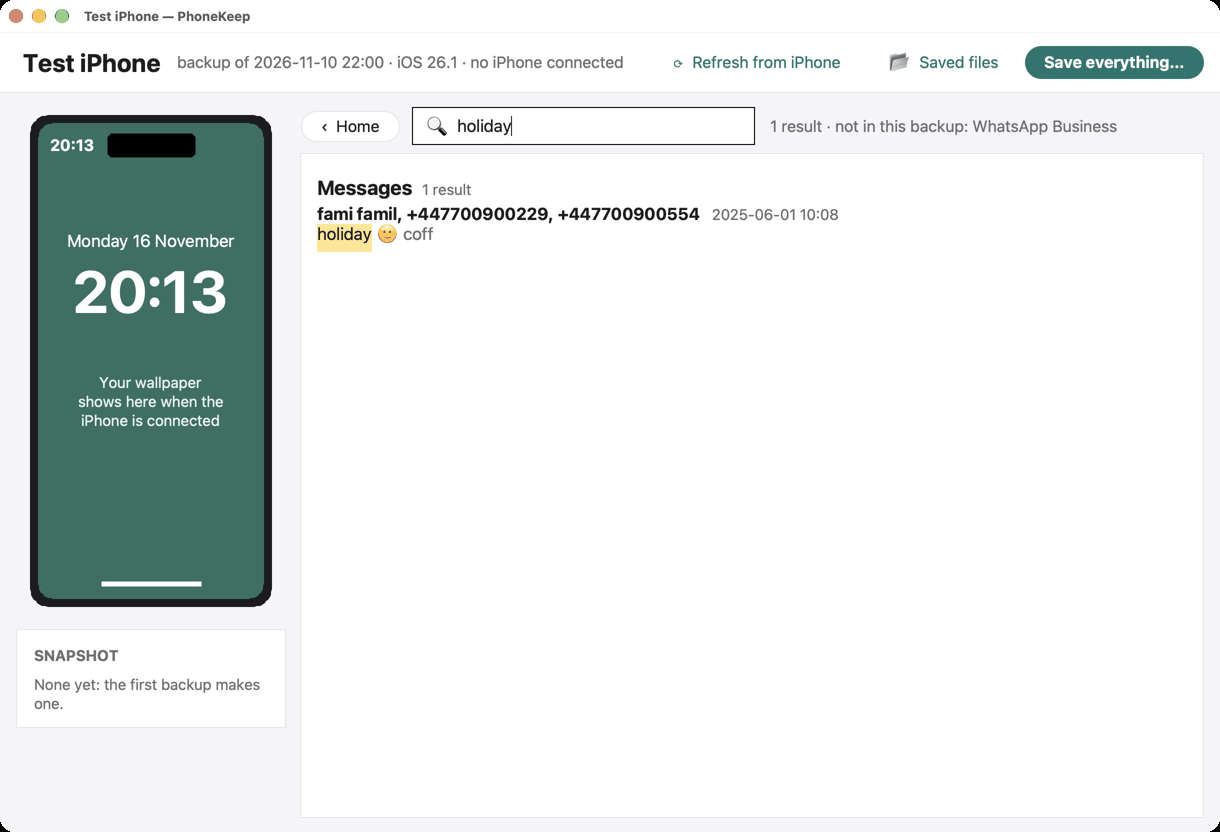 Test iPhone — PhoneKeep
Test iPhone backup of 2026-11-10 22:00 · iOS 26.1 · no iPhone connected ⟳ Refresh from iPhone 📂 Saved files Save everything...
20:13
Monday 16 November
20:13
Your wallpaper
shows here when the
iPhone is connected
SNAPSHOT
None yet: the first backup makes
one.
‹ Home 🔍 holiday 1 result · not in this backup: WhatsApp Business
Messages 1 result
fami famil, +447700900229, +447700900554 2025-06-01 10:08
holiday 🙂 coff